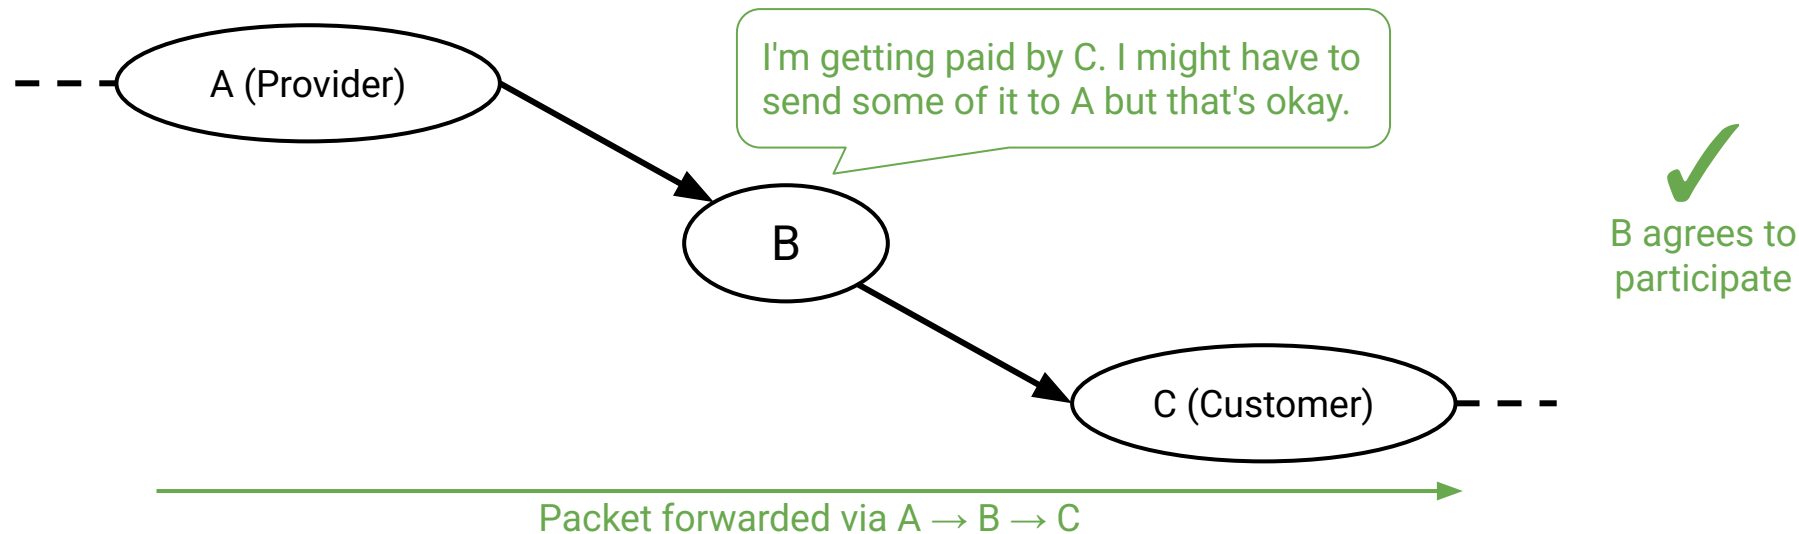 A (Provider)
I'm getting paid by C. I might have to
send some of it to A but that's okay.
B
B agrees to
participate
C (Customer)
Packet forwarded via A → B → C